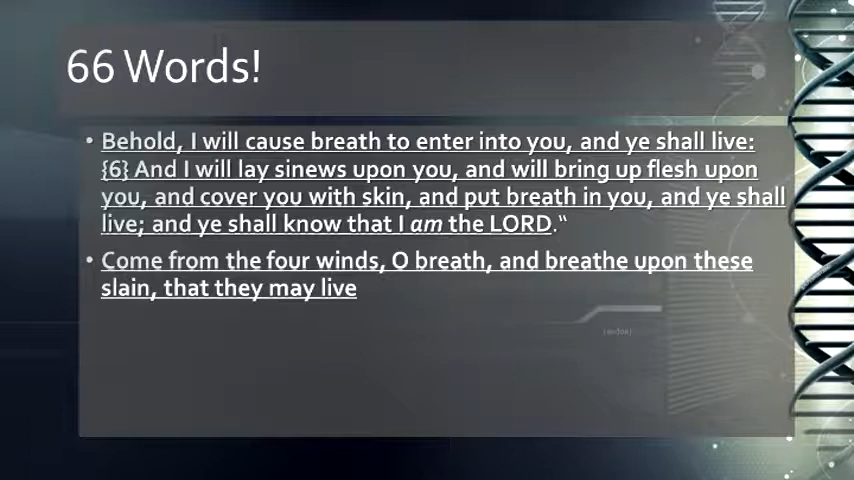 66 Words!
• Behold, I will cause breath to enter into you, and ye shall live:
{6} And I will lay sinews upon you, and will bring up flesh upon
you, and cover you with skin, and put breath in you, and ye shall
live; and ye shall know that I am the LORD.“
• Come from the four winds, O breath, and breathe upon these
slain, that they may live